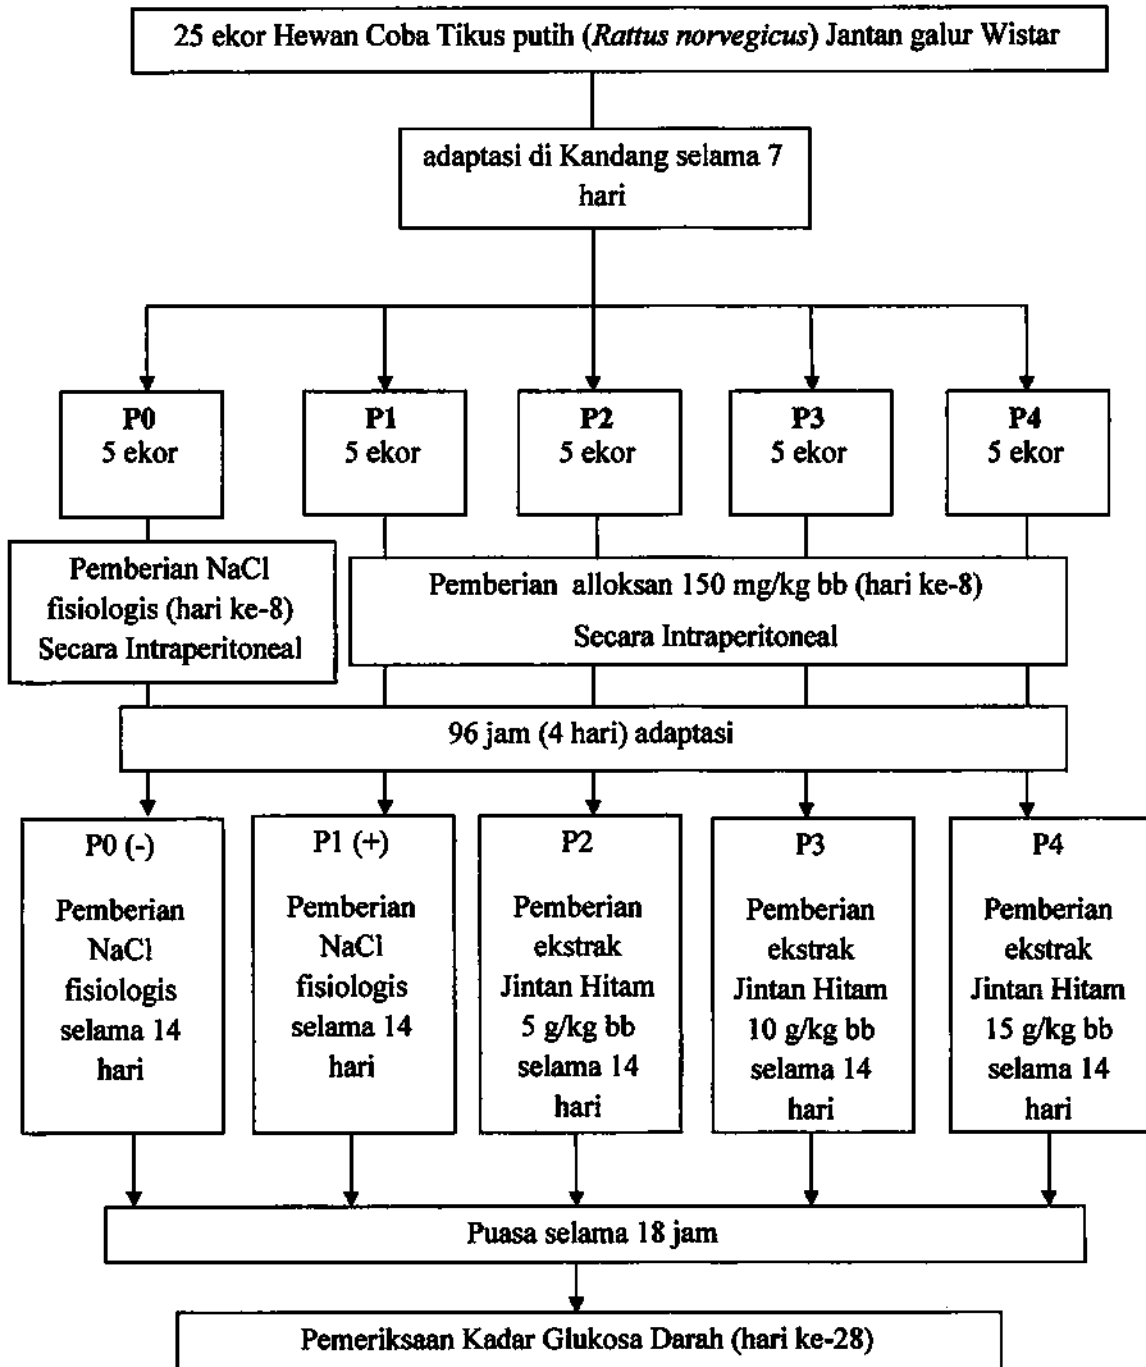 25 ekor Hewan Coba Tikus putih (Rattus norvegicus) Jantan galur Wistar
adaptasi di Kandang selama 7
hari
P0
5 ekor
P1
5 ekor
P2
5 ekor
P3
5 ekor
P4
5 ekor
Pemberian NaCl
fisiologis (hari ke-8)
Secara Intraperitoneal
Pemberian alloksan 150 mg/kg bb (hari ke-8)
Secara Intraperitoneal
96 jam (4 hari) adaptasi
P0 (-)
Pemberian
NaCl
fisiologis
selama 14
hari
P1 (+)
Pemberian
NaCl
fisiologis
selama 14
hari
P2
Pemberian
ekstrak
Jintan Hitam
5 g/kg bb
selama 14
hari
P3
Pemberian
ekstrak
Jintan Hitam
10 g/kg bb
selama 14
hari
P4
Pemberian
ekstrak
Jintan Hitam
15 g/kg bb
selama 14
hari
Puasa selama 18 jam
Pemeriksaan Kadar Glukosa Darah (hari ke-28)